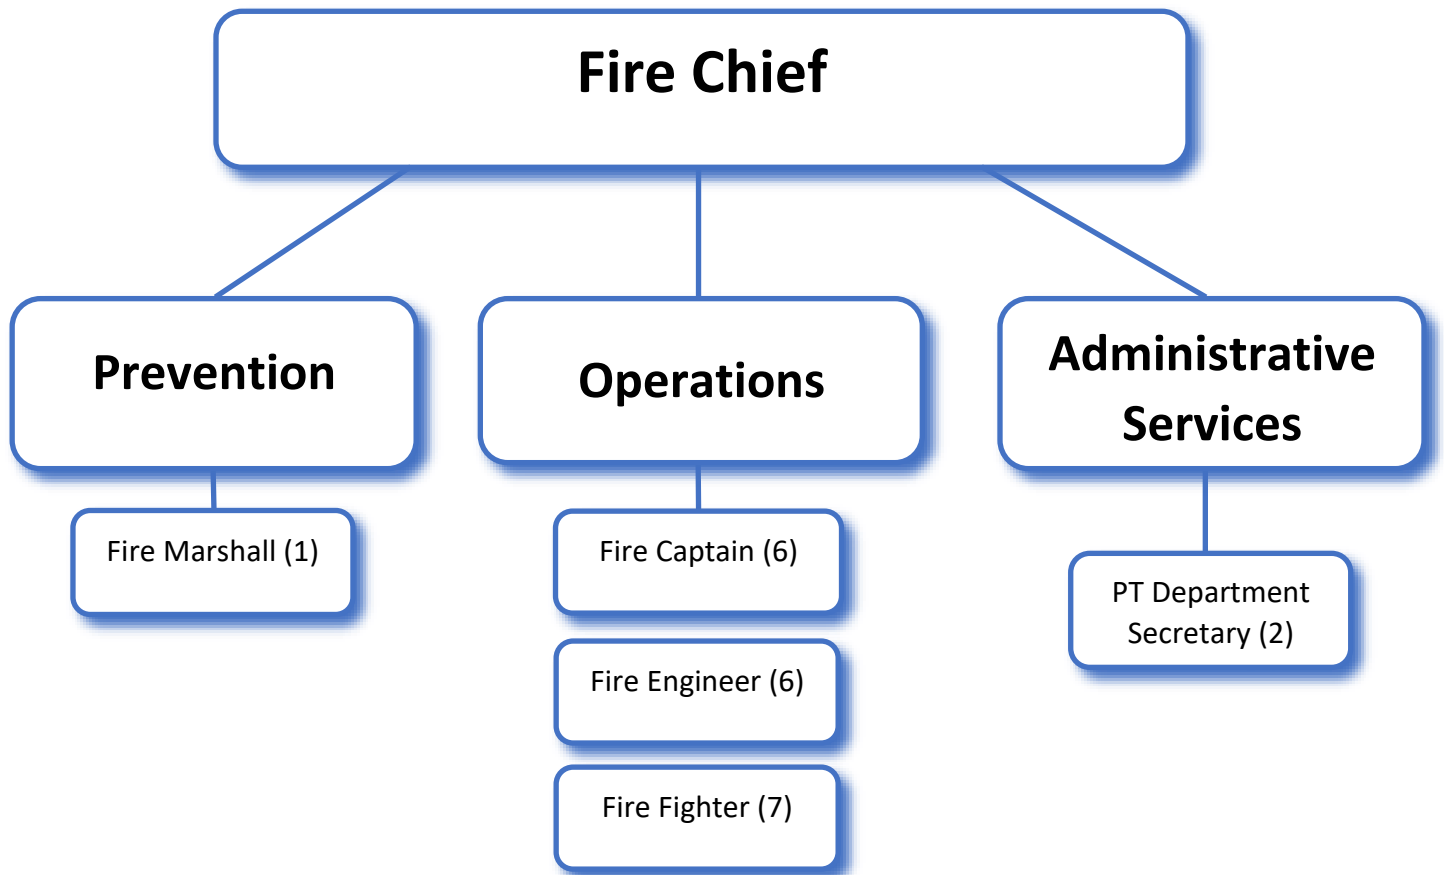 Fire Chief
Prevention
Operations
Administrative
Services
Fire Marshall (1)
Fire Captain (6)
Fire Engineer (6)
Fire Fighter (7)
PT Department
Secretary (2)